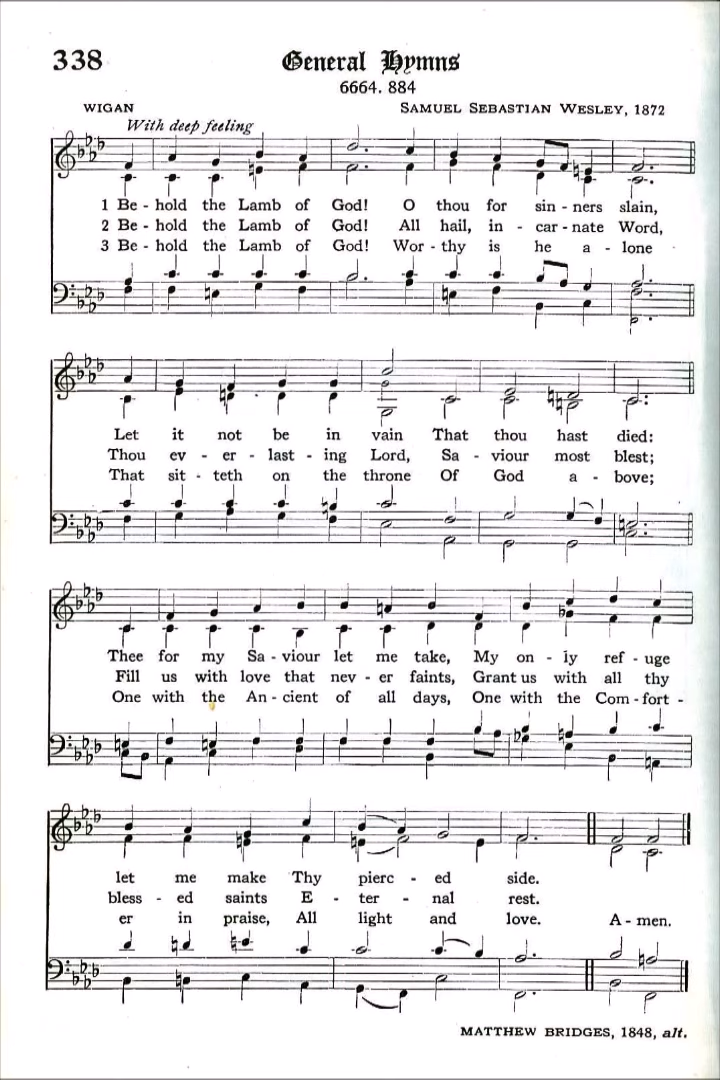 338 General Hymns
6664. 884
WIGAN SAMUEL SEBASTIAN WESLEY, 1872
With deep feeling
1 Be - hold the Lamb of God! O thou for sin - ners slain,
2 Be - hold the Lamb of God! All hail, in - car - nate Word,
3 Be - hold the Lamb of God! Wor - thy is he a - lone
Let it not be in vain That thou hast died:
Thou ev - er - last - ing Lord, Sa - viour most blest;
That sit - teth on the throne Of God a - bove;
Thee for my Sa - viour let me take, My on - ly ref - uge
Fill us with love that nev - er faints, Grant us with all thy
One with the An - cient of all days, One with the Com - fort -
let me make Thy pierc - ed side.
bless - ed saints E - ter - nal rest.
er in praise, All light and love. A - men.
MATTHEW BRIDGES, 1848, alt.